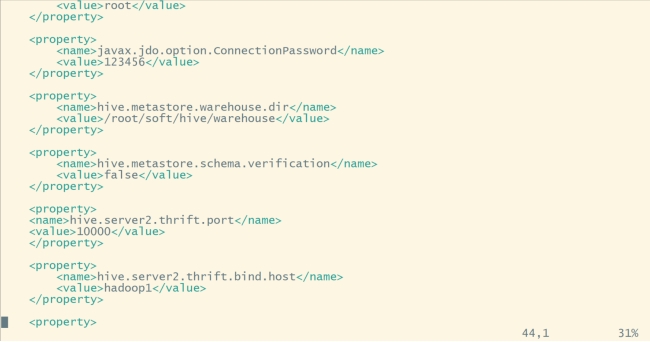 <value>root</value>
    </property>

    <property>
        <name>javax.jdo.option.ConnectionPassword</name>
        <value>123456</value>
    </property>

    <property>
        <name>hive.metastore.warehouse.dir</name>
        <value>/root/soft/hive/warehouse</value>
    </property>

    <property>
        <name>hive.metastore.schema.verification</name>
        <value>false</value>
    </property>

    <property>
    <name>hive.server2.thrift.port</name>
    <value>10000</value>
    </property>

    <property>
        <name>hive.server2.thrift.bind.host</name>
        <value>hadoop1</value>
    </property>

    <property>
44,1 31%